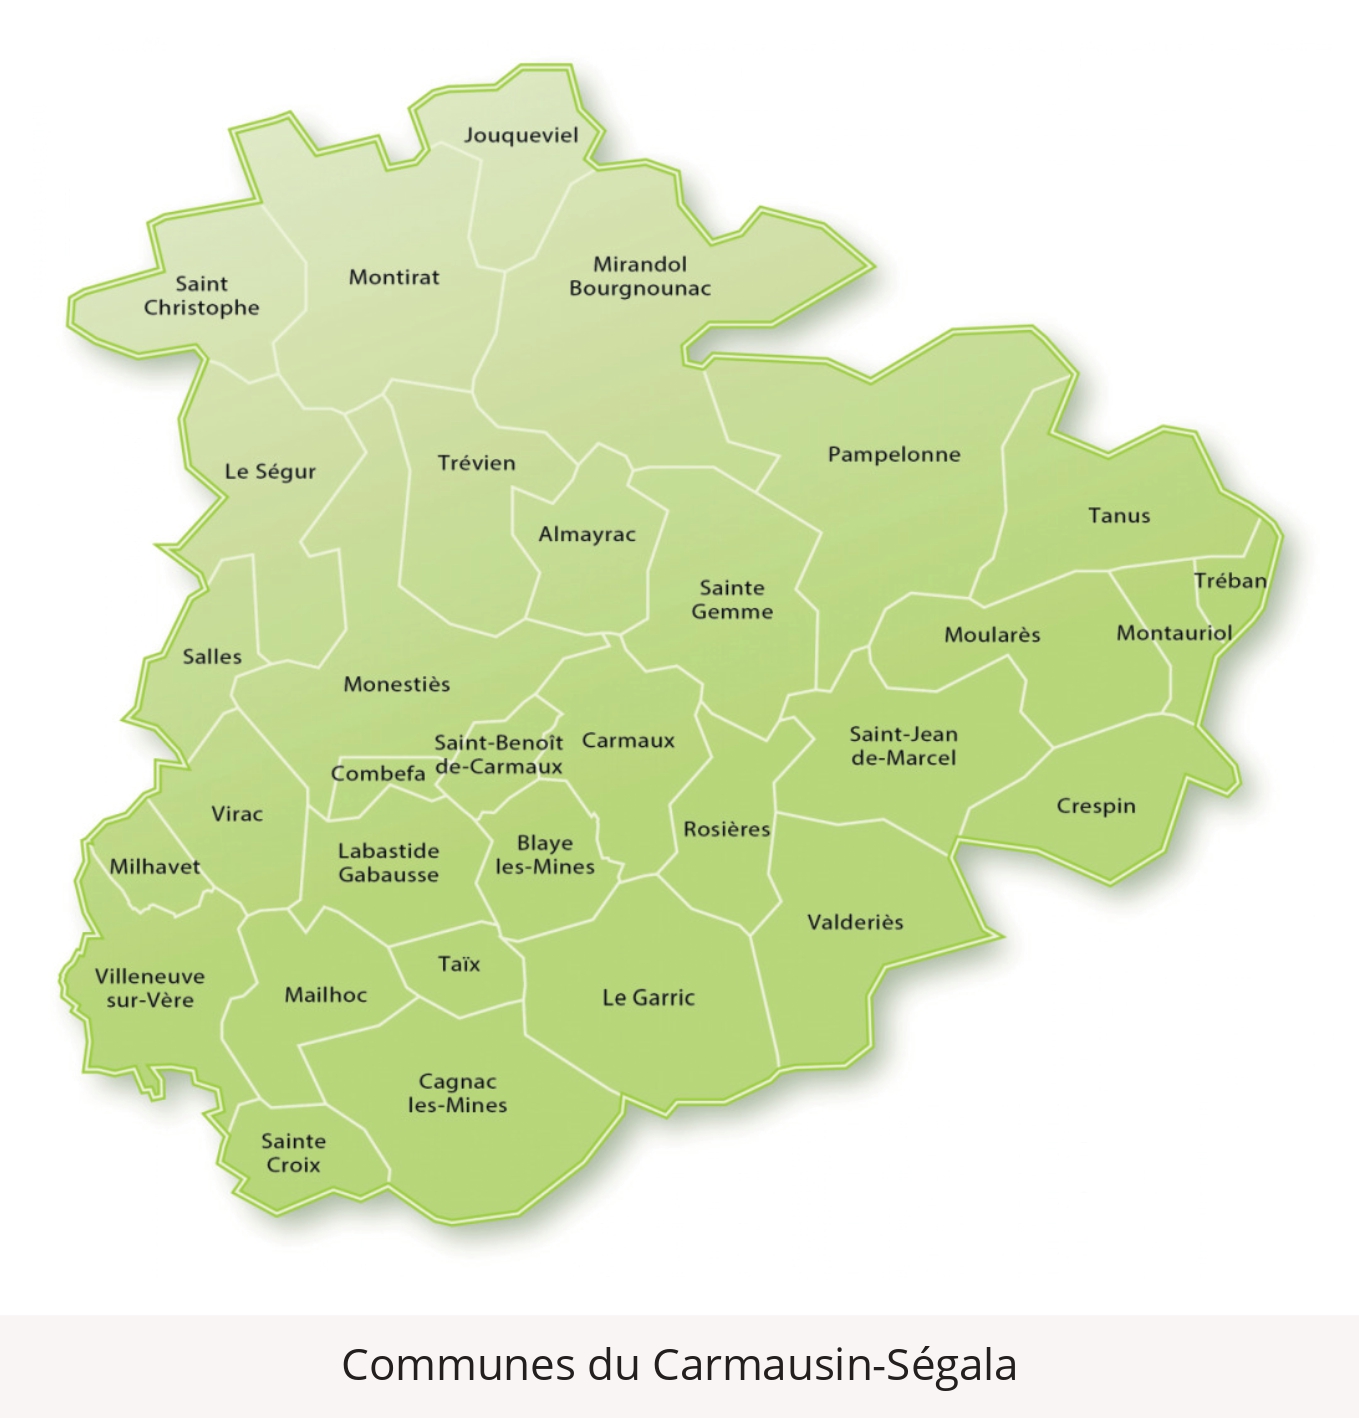 Jouqueviel
Mirandol
Bourgnounac
Montirat
Saint
Christophe
Pampelonne
Trévien
Le Ségur
Tanus
Almayrac
Tréban
Sainte
Gemme
Moularès
Montauriol
Salles
Monestiès
Saint-Jean
de-Marcel
Carmaux
Saint-Benoît
de-Carmaux
Combefa
Crespin
Virac
Rosières
Blaye
les-Mines
Labastide
Gabausse
Milhavet
Valderiès
Taïx
Villeneuve
sur-Vère
Mailhoc
Le Garric
Cagnac
les-Mines
Sainte
Croix
Communes du Carmausin-Ségala